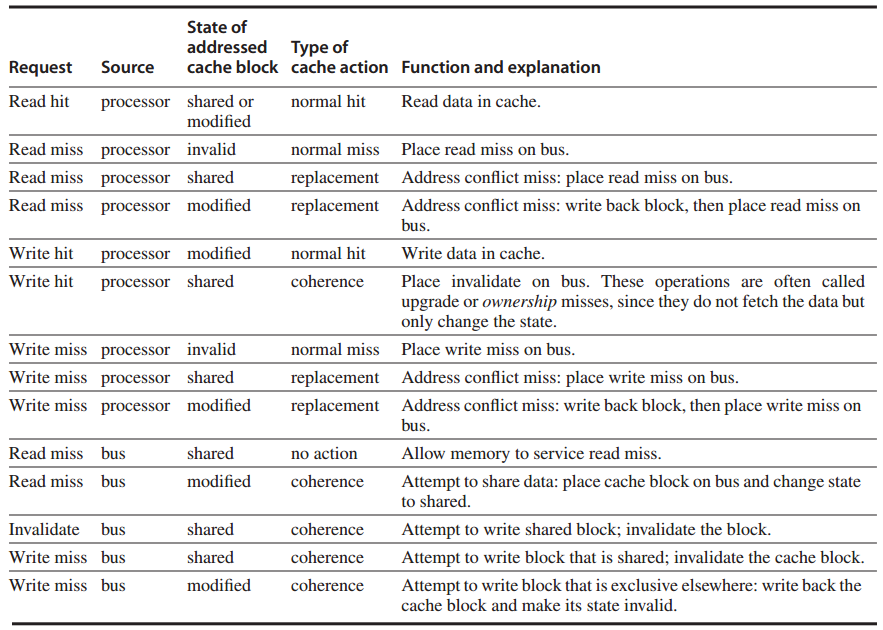 State of
addressed Type of
Request Source cache block cache action Function and explanation
Read hit processor shared or normal hit Read data in cache.
modified
Read miss processor invalid normal miss Place read miss on bus.
Read miss processor shared replacement Address conflict miss: place read miss on bus.
Read miss processor modified replacement Address conflict miss: write back block, then place read miss on
bus.
Write hit processor modified normal hit Write data in cache.
Write hit processor shared coherence Place invalidate on bus. These operations are often called
upgrade or ownership misses, since they do not fetch the data but
only change the state.
Write miss processor invalid normal miss Place write miss on bus.
Write miss processor shared replacement Address conflict miss: place write miss on bus.
Write miss processor modified replacement Address conflict miss: write back block, then place write miss on
bus.
Read miss bus shared no action Allow memory to service read miss.
Read miss bus modified coherence Attempt to share data: place cache block on bus and change state
to shared.
Invalidate bus shared coherence Attempt to write shared block; invalidate the block.
Write miss bus shared coherence Attempt to write block that is shared; invalidate the cache block.
Write miss bus modified coherence Attempt to write block that is exclusive elsewhere: write back the
cache block and make its state invalid.